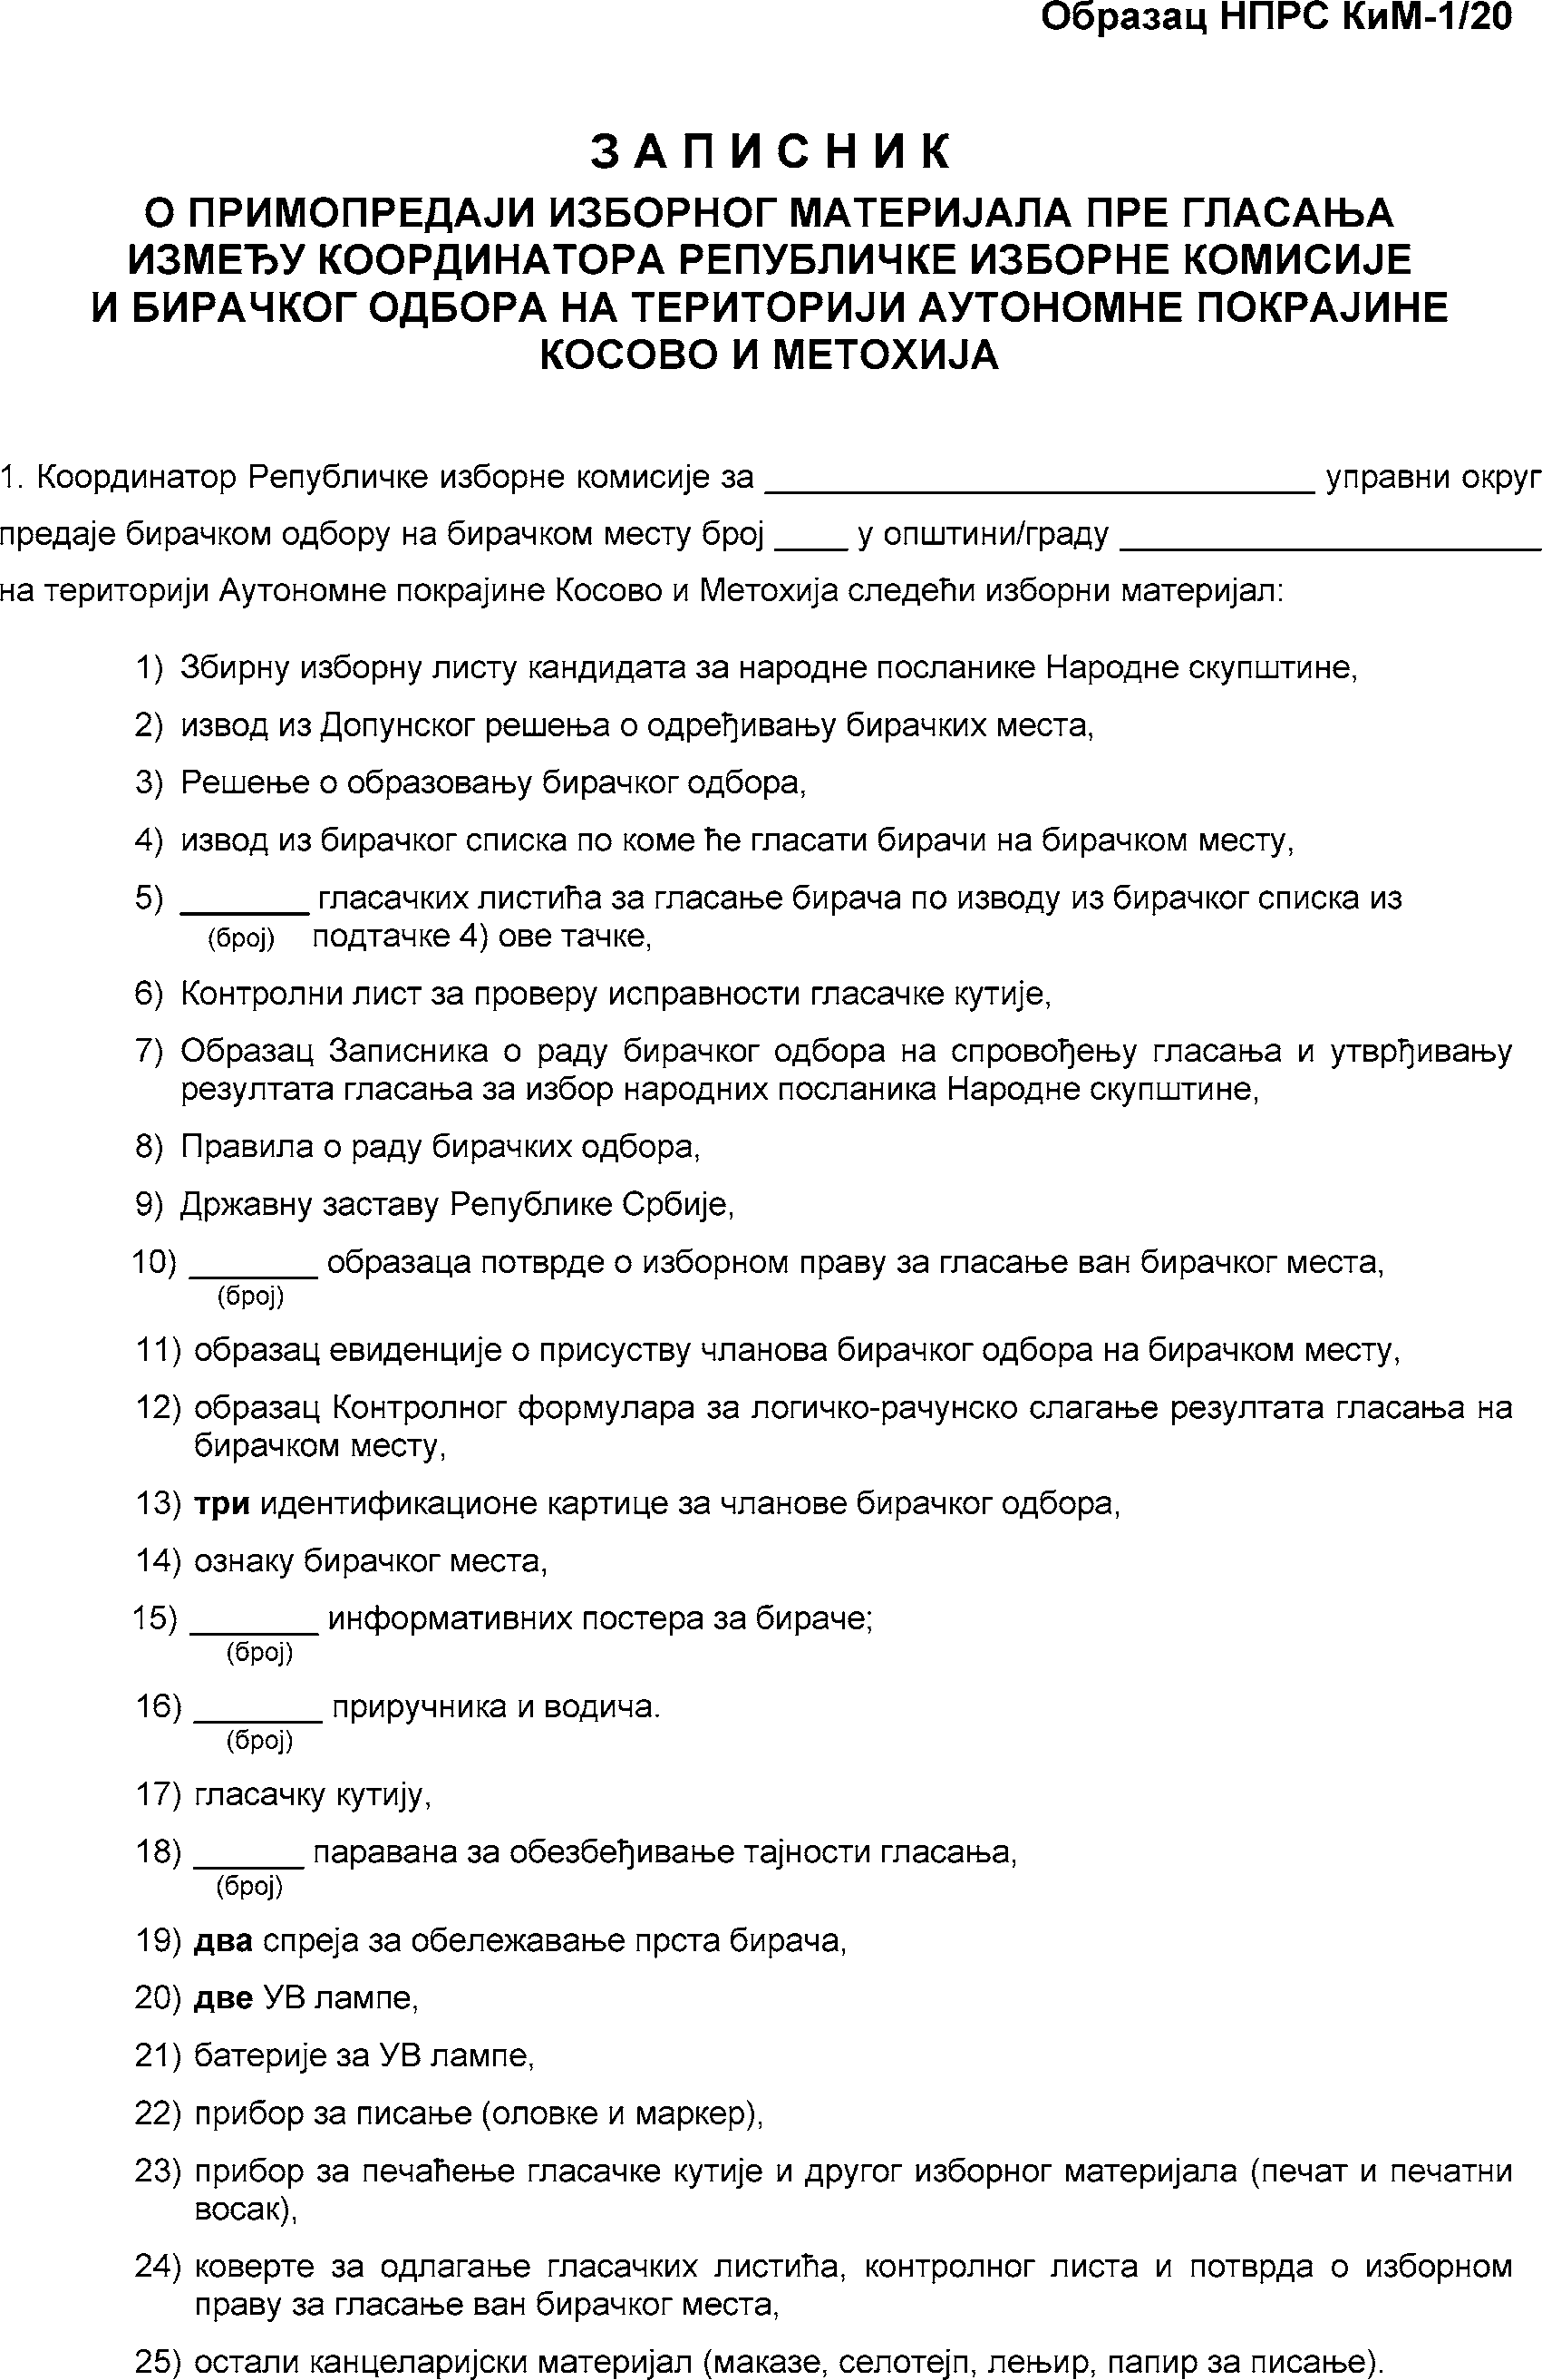 Образац НПРС КиМ-1/20
З А П И С Н И К
О ПРИМОПРЕДАЈИ ИЗБОРНОГ МАТЕРИЈАЛА ПРЕ ГЛАСАЊА
ИЗМЕЂУ КООРДИНАТОРА РЕПУБЛИЧКЕ ИЗБОРНЕ КОМИСИЈЕ
И БИРАЧКОГ ОДБОРА НА ТЕРИТОРИЈИ АУТОНОМНЕ ПОКРАЈИНЕ
КОСОВО И МЕТОХИЈА
1. Координатор Републичке изборне комисије за ______________________________ управни округ
предаје бирачком одбору на бирачком месту број ____ у општини/граду _______________________
на територији Аутономне покрајине Косово и Метохија следећи изборни материјал:
1) Збирну изборну листу кандидата за народне посланике Народне скупштине,
2) извод из Допунског решења о одређивању бирачких места,
3) Решење о образовању бирачког одбора,
4) извод из бирачког списка по коме ће гласати бирачи на бирачком месту,
5) _______ гласачких листића за гласање бирача по изводу из бирачког списка из
(број) подтачке 4) ове тачке,
6) Контролни лист за проверу исправности гласачке кутије,
7) Образац Записника о раду бирачког одбора на спровођењу гласања и утврђивању
резултата гласања за избор народних посланика Народне скупштине,
8) Правила о раду бирачких одбора,
9) Државну заставу Републике Србије,
10) _______ образаца потврде о изборном праву за гласање ван бирачког места,
(број)
11) образац евиденције о присуству чланова бирачког одбора на бирачком месту,
12) образац Контролног формулара за логичко-рачунско слагање резултата гласања на
бирачком месту,
13) три идентификационе картице за чланове бирачког одбора,
14) ознаку бирачког места,
15) _______ информативних постера за бираче;
(број)
16) _______ приручника и водича.
(број)
17) гласачку кутију,
18) ______ паравана за обезбеђивање тајности гласања,
(број)
19) два спреја за обележавање прста бирача,
20) две УВ лампе,
21) батерије за УВ лампе,
22) прибор за писање (оловке и маркер),
23) прибор за печаћење гласачке кутије и другог изборног материјала (печат и печатни
восак),
24) коверте за одлагање гласачких листића, контролног листа и потврда о изборном
праву за гласање ван бирачког места,
25) остали канцеларијски материјал (маказе, селотејп, лењир, папир за писање).